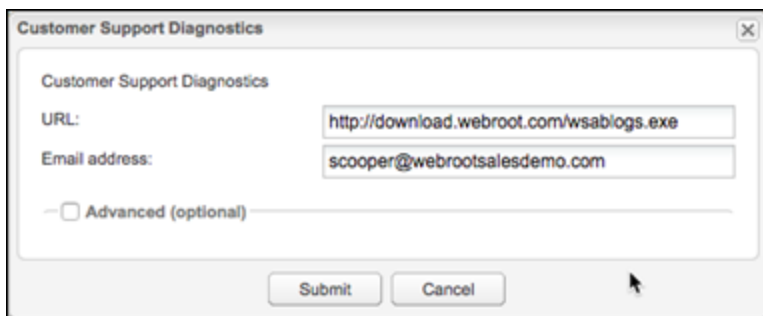 Customer Support Diagnostics
Customer Support Diagnostics
URL: http://download.webroot.com/wsablogs.exe
Email address: scooper@webrootsalesdemo.com
Advanced (optional)
Submit Cancel